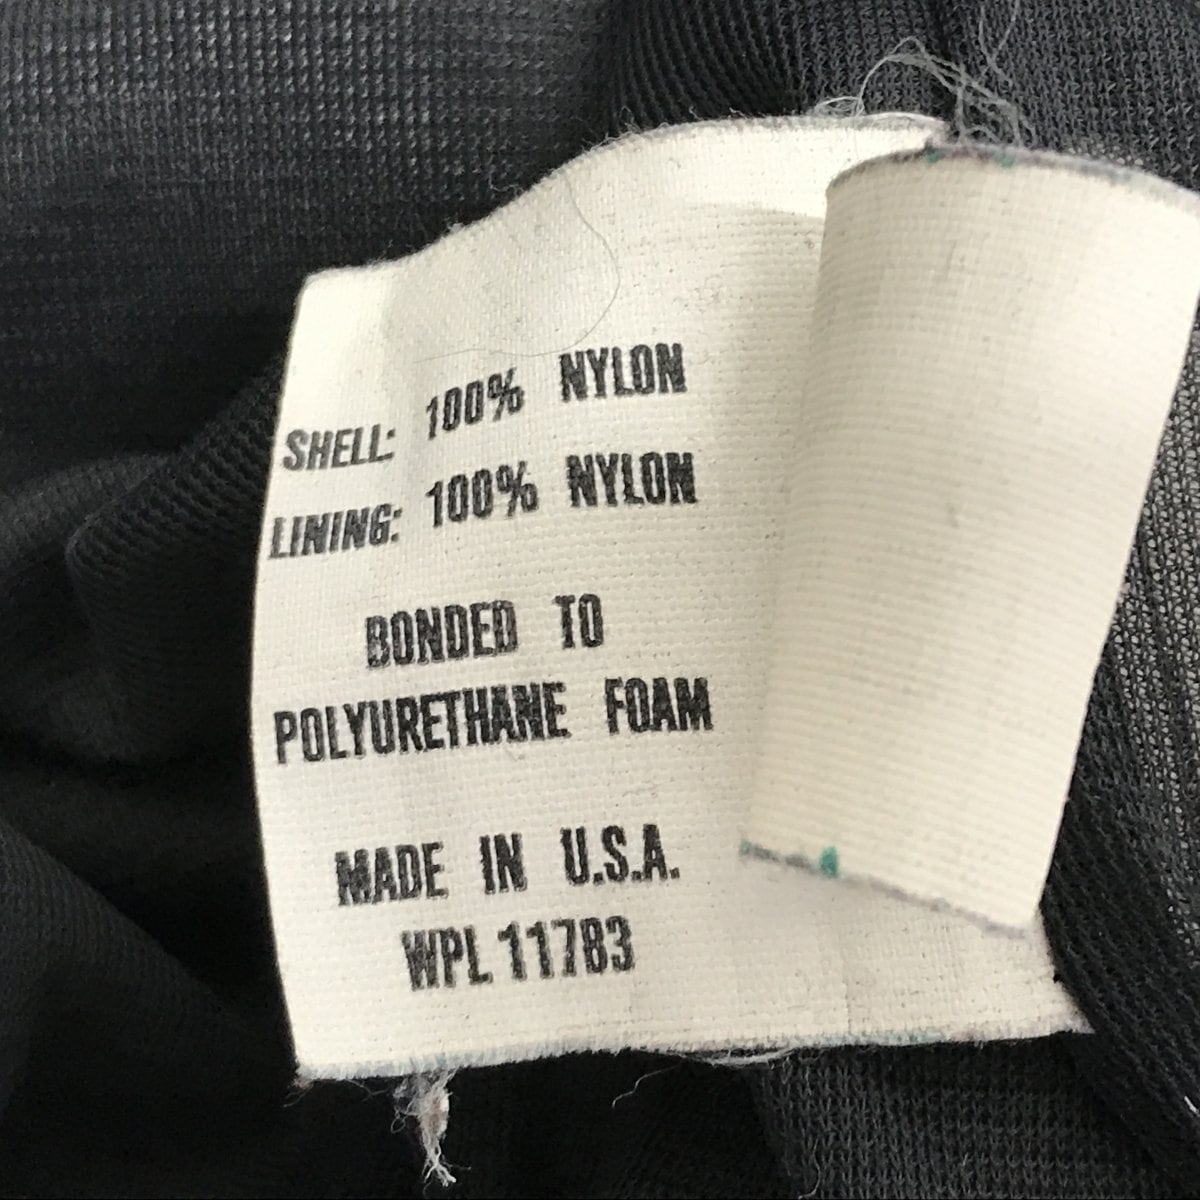 SHELL: 100% NYLON
LINING: 100% NYLON
BONDED TO
POLYURETHANE FOAM
MADE IN U.S.A.
WPL 11783